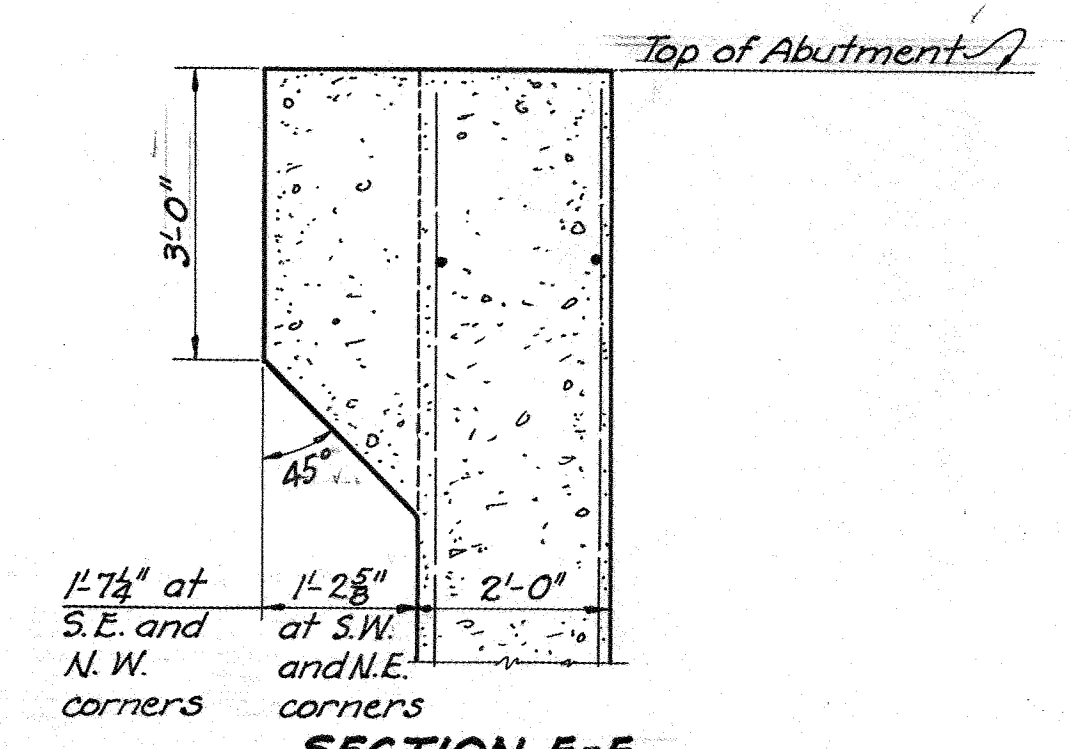 Top of Abutment
3'-0"
45°
1'-7¼" at
S.E. and
N. W.
corners
1'-2⅝"
at S.W.
and N.E.
corners
2'-0"